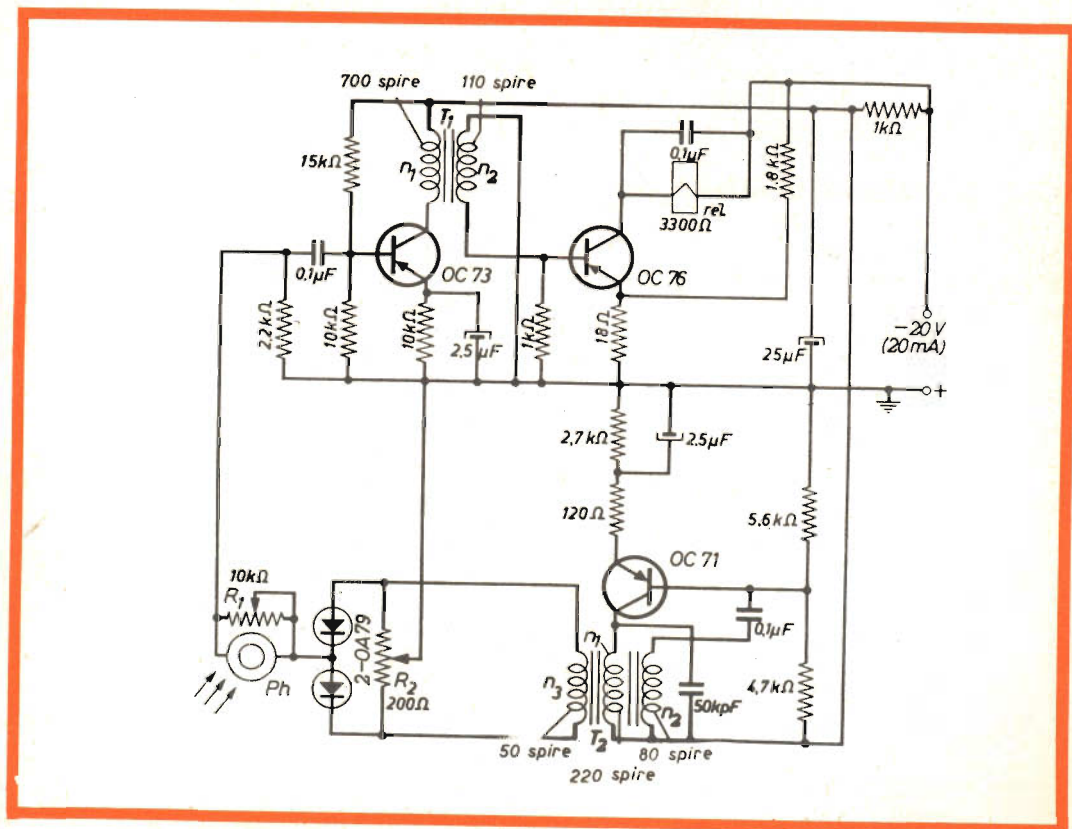 700 spire
110 spire
T1
1kΩ
0,1µF
15kΩ
n1
n2
1,8kΩ
rel
3300Ω
OC 73
OC 76
0,1µF
-20V
(20mA)
2,2kΩ
10kΩ
10kΩ
2,5µF
1kΩ
18Ω
25µF
+
2,7kΩ
2,5µF
120Ω
5,6kΩ
OC 71
10kΩ
R1
2-OA79
0,1µF
n1
R2
Ph
200Ω
n3
n2
50kpF
4,7kΩ
T2
50 spire
80 spire
220 spire